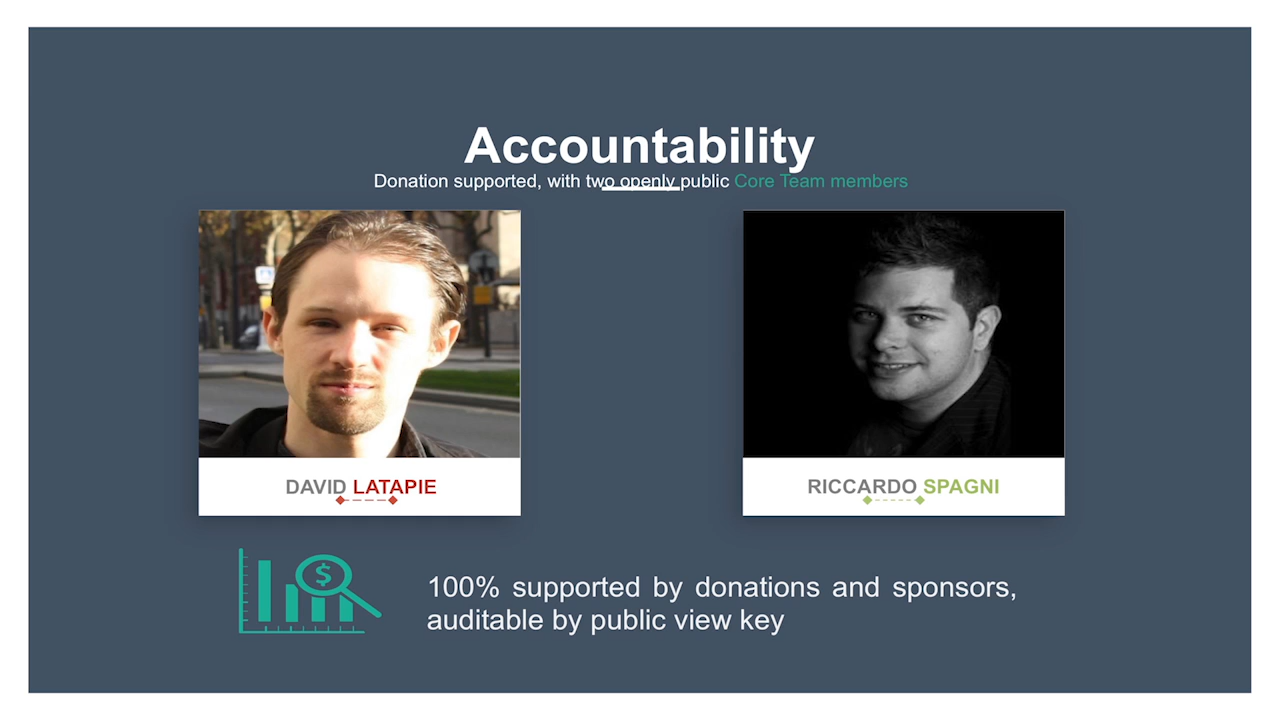 Accountability
Donation supported, with two openly public Core Team members
DAVID LATAPIE
RICCARDO SPAGNI
$
100% supported by donations and sponsors,
auditable by public view key